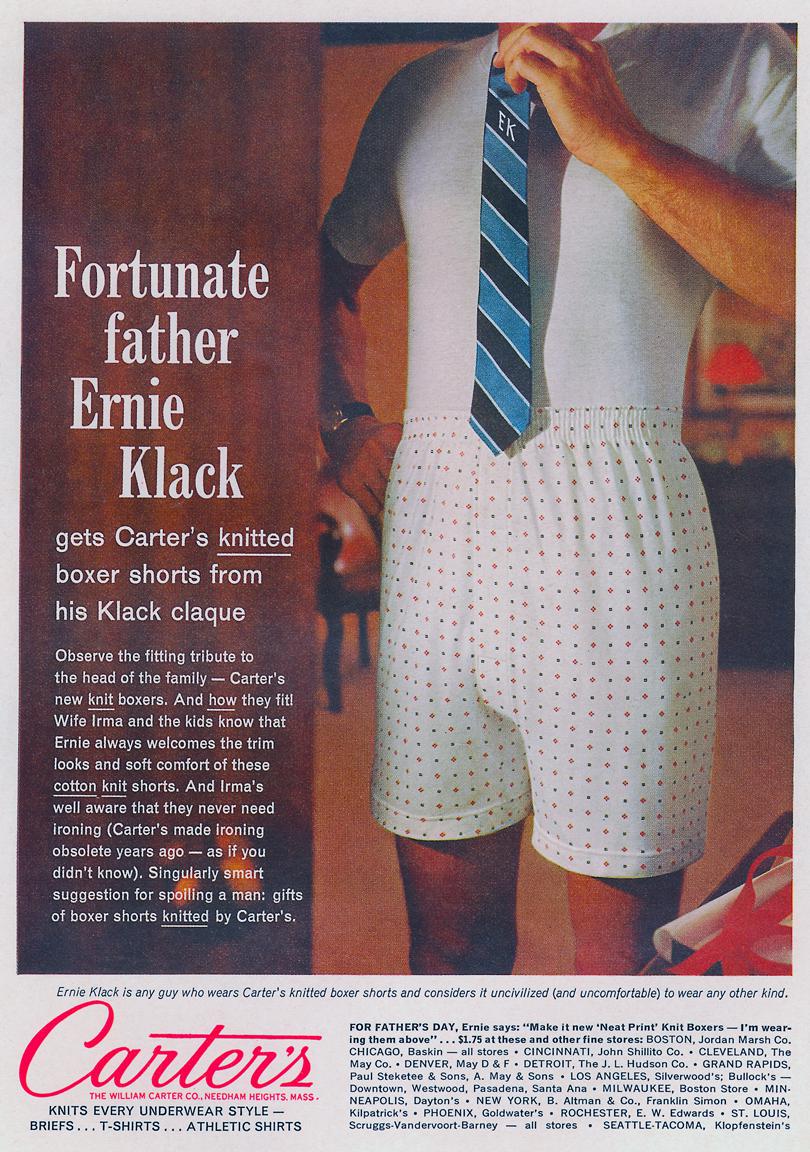 EK
Fortunate
father
Ernie
Klack
gets Carter's knitted
boxer shorts from
his Klack claque
Observe the fitting tribute to
the head of the family — Carter's
new knit boxers. And how they fit!
Wife Irma and the kids know that
Ernie always welcomes the trim
looks and soft comfort of these
cotton knit shorts. And Irma's
well aware that they never need
ironing (Carter's made ironing
obsolete years ago — as if you
didn't know). Singularly smart
suggestion for spoiling a man: gifts
of boxer shorts knitted by Carter's.
Ernie Klack is any guy who wears Carter's knitted boxer shorts and considers it uncivilized (and uncomfortable) to wear any other kind.
Carter's
THE WILLIAM CARTER CO., NEEDHAM HEIGHTS, MASS.
KNITS EVERY UNDERWEAR STYLE —
BRIEFS . . . T-SHIRTS . . . ATHLETIC SHIRTS
FOR FATHER'S DAY, Ernie says: "Make it new 'Neat Print' Knit Boxers — I'm wear-
ing them above" . . . $1.75 at these and other fine stores: BOSTON, Jordan Marsh Co.
CHICAGO, Baskin — all stores • CINCINNATI, John Shillito Co. • CLEVELAND, The
May Co. • DENVER, May D & F • DETROIT, The J. L. Hudson Co. • GRAND RAPIDS,
Paul Steketee & Sons, A. May & Sons • LOS ANGELES, Silverwood's; Bullock's —
Downtown, Westwood, Pasadena, Santa Ana • MILWAUKEE, Boston Store • MIN-
NEAPOLIS, Dayton's • NEW YORK, B. Altman & Co., Franklin Simon • OMAHA,
Kilpatrick's • PHOENIX, Goldwater's • ROCHESTER, E. W. Edwards • ST. LOUIS,
Scruggs-Vandervoort-Barney — all stores • SEATTLE-TACOMA, Klopfenstein's